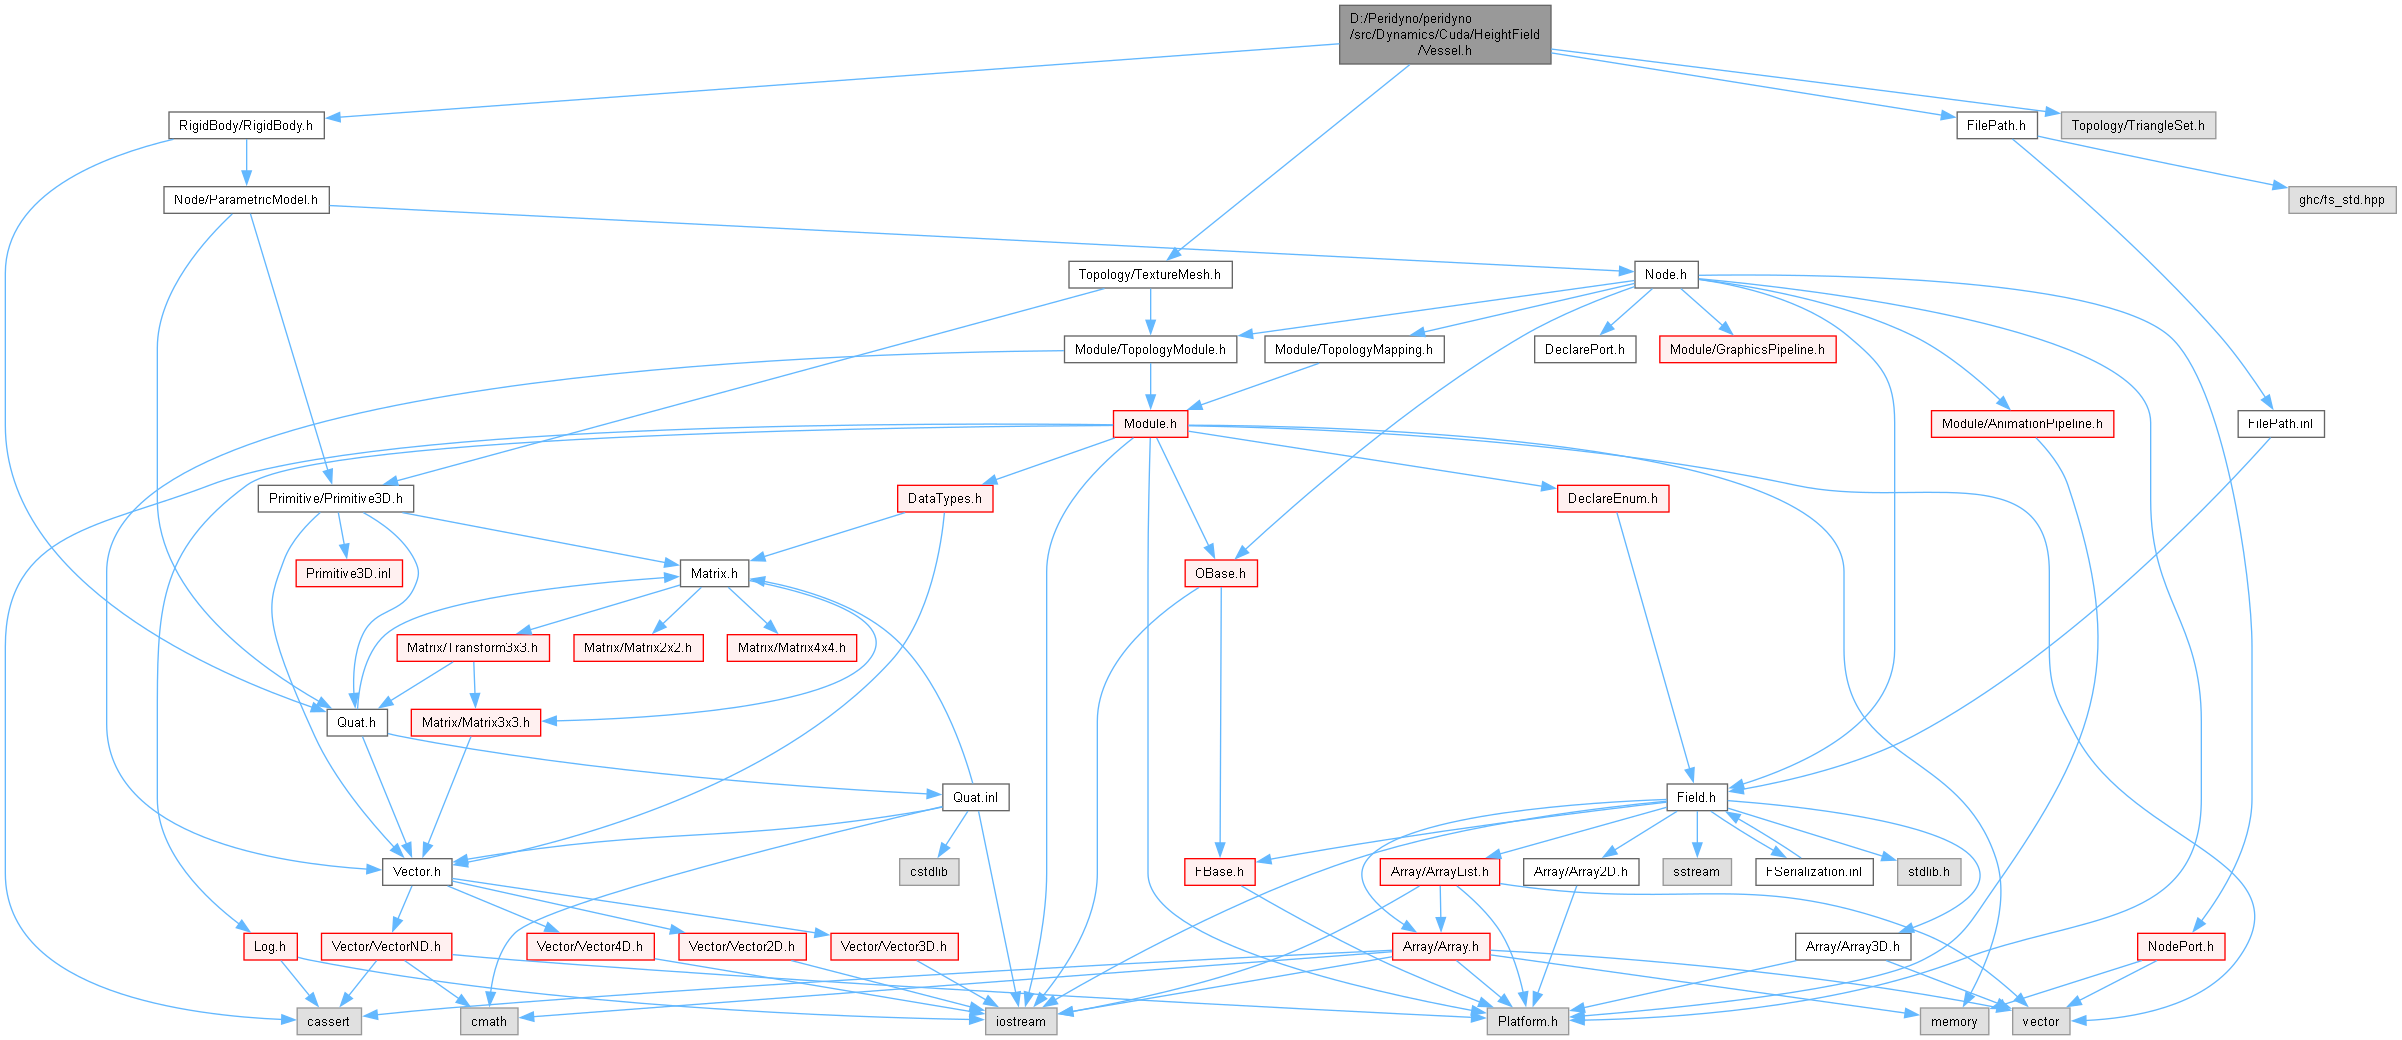 D:/Peridyno/peridyno
/src/Dynamics/Cuda/HeightField
/Vessel.h
RigidBody/RigidBody.h
FilePath.h
Topology/TriangleSet.h
Node/ParametricModel.h
ghc/fs_std.hpp
Topology/TextureMesh.h
Node.h
Module/TopologyModule.h
Module/TopologyMapping.h
DeclarePort.h
Module/GraphicsPipeline.h
Module.h
Module/AnimationPipeline.h
FilePath.inl
Primitive/Primitive3D.h
DataTypes.h
DeclareEnum.h
Primitive3D.inl
Matrix.h
OBase.h
Matrix/Transform3x3.h
Matrix/Matrix2x2.h
Matrix/Matrix4x4.h
Quat.h
Matrix/Matrix3x3.h
Quat.inl
Field.h
Vector.h
cstdlib
FBase.h
Array/ArrayList.h
Array/Array2D.h
sstream
FSerialization.inl
stdlib.h
Log.h
Vector/VectorND.h
Vector/Vector4D.h
Vector/Vector2D.h
Vector/Vector3D.h
Array/Array.h
Array/Array3D.h
NodePort.h
cassert
cmath
iostream
Platform.h
memory
vector